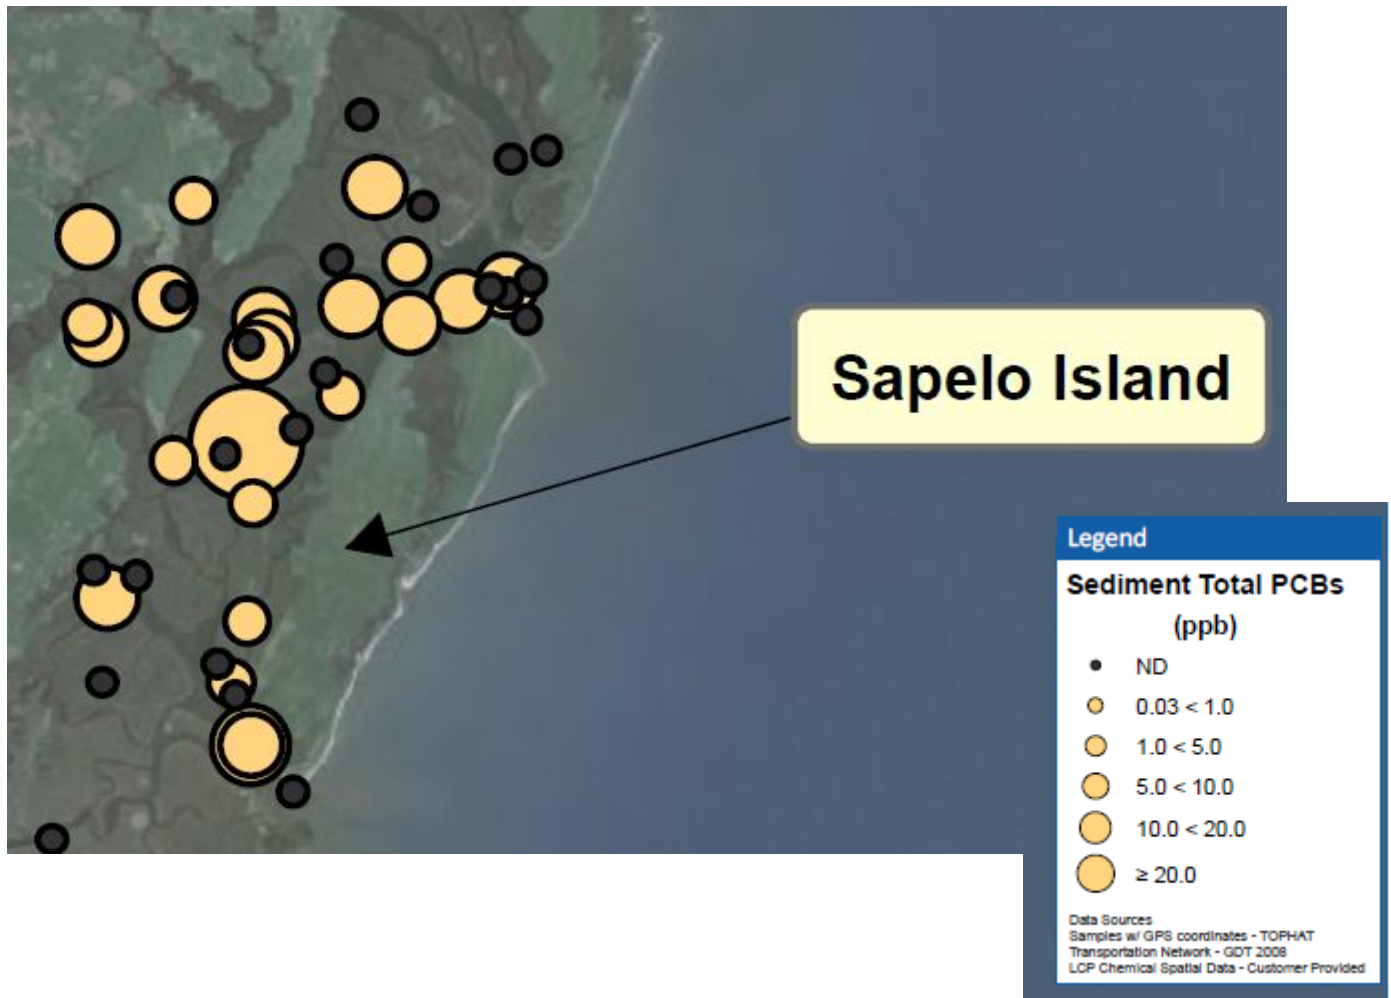 Sapelo Island
Legend
Sediment Total PCBs
(ppb)
ND
0.03 < 1.0
1.0 < 5.0
5.0 < 10.0
10.0 < 20.0
≥ 20.0
Data Sources
Samples w/ GPS coordinates - TOPHAT
Transportation Network - GDT 2008
LCP Chemical Spatial Data - Customer Provided